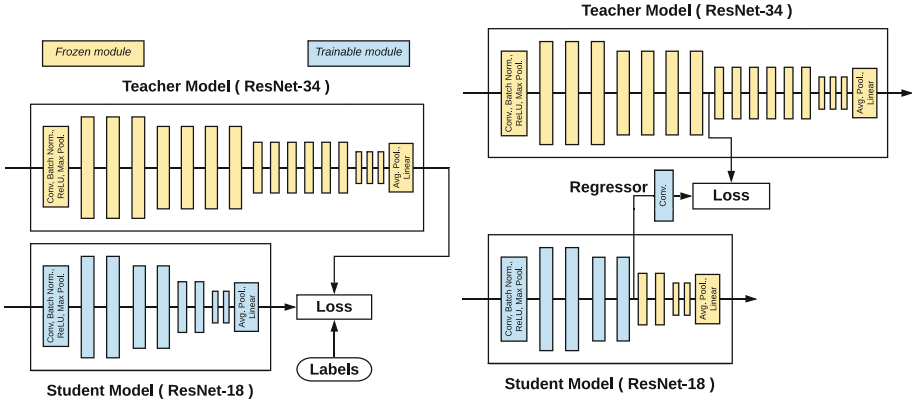 Frozen module
Trainable module
Teacher Model ( ResNet-34)
Conv, Batch Norm.,
ReLU, Max Pool.
Avg. Pool.,
Linear
Conv, Batch Norm.,
ReLU, Max Pool.
Avg. Pool.,
Linear
Loss
Labels
Student Model ( ResNet-18 )
Teacher Model ( ResNet-34 )
Conv, Batch Norm.,
ReLU, Max Pool.
Avg. Pool.,
Linear
Regressor
Conv.
Loss
Conv, Batch Norm.,
ReLU, Max Pool.
Avg. Pool.,
Linear
Student Model ( ResNet-18 )